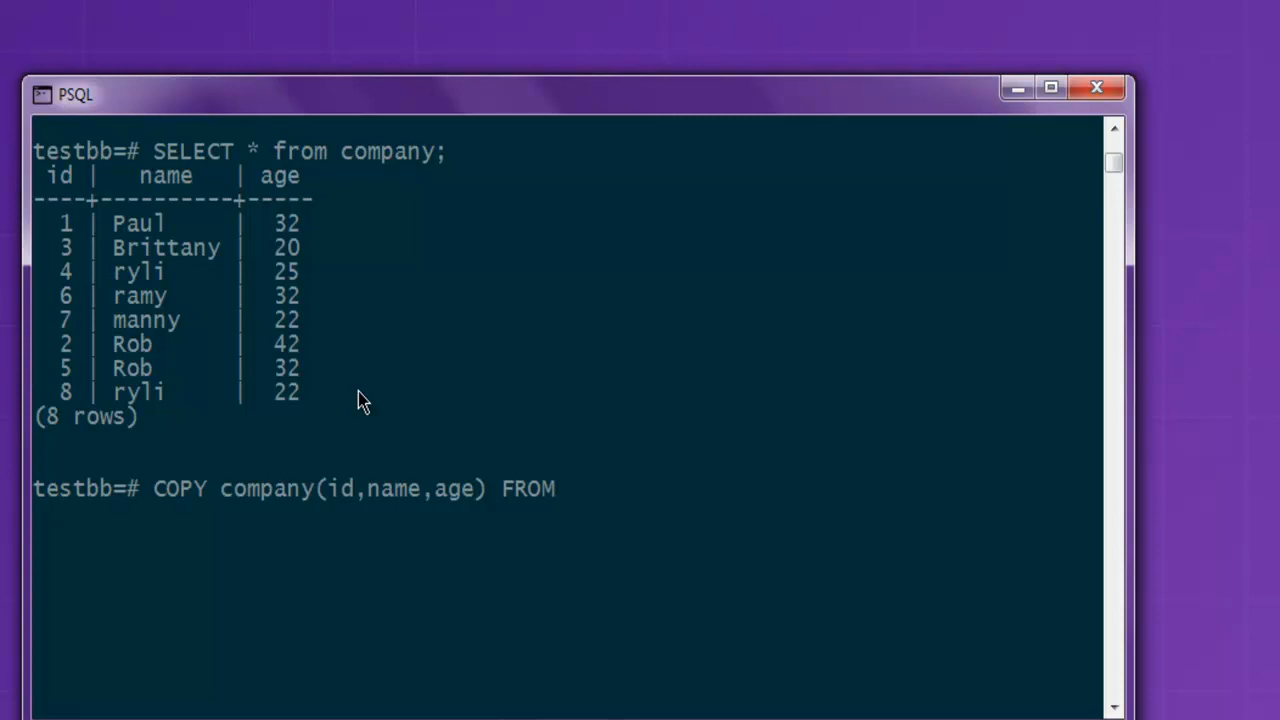 PSQL
testbb=# SELECT * from company;
 id |   name   | age
----+----------+-----
  1 | Paul     |  32
  3 | Brittany |  20
  4 | ryli     |  25
  6 | ramy     |  32
  7 | manny    |  22
  2 | Rob      |  42
  5 | Rob      |  32
  8 | ryli     |  22
(8 rows)
testbb=# COPY company(id,name,age) FROM